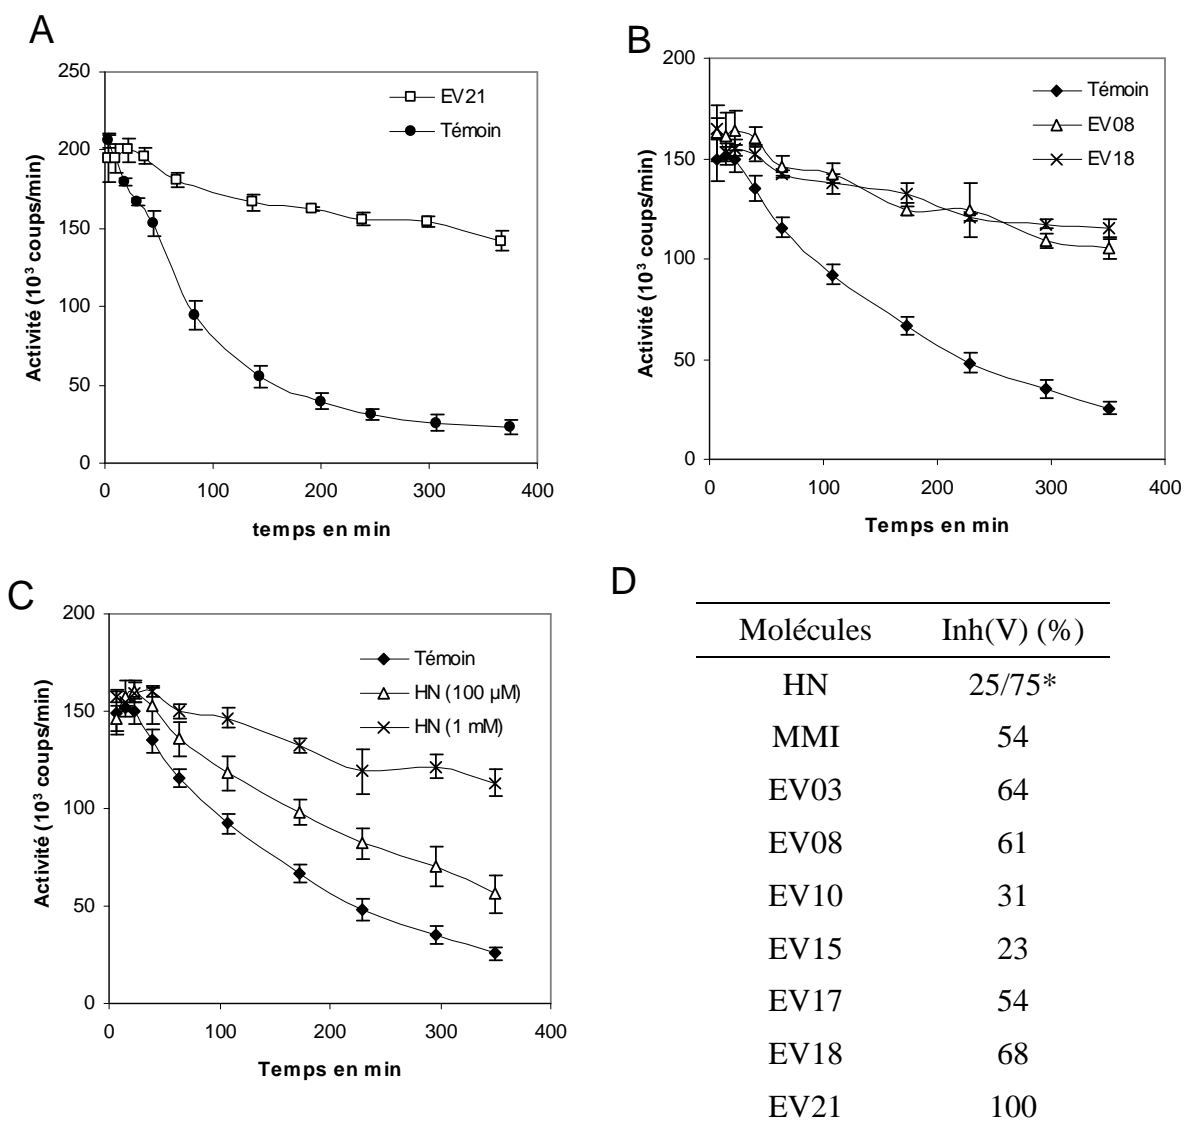 A
250
200
150
100
50
0
0 100 200 300 400
Activité (10³ coups/min)
temps en min
EV21
Témoin
B
200
150
100
50
0
0 100 200 300 400
Activité (10³ coups/min)
Temps en min
Témoin
EV08
EV18
C
200
150
100
50
0
0 100 200 300 400
Activité (10³ coups/min)
Temps en min
Témoin
HN (100 µM)
HN (1 mM)
D
Molécules Inh(V) (%)
HN 25/75*
MMI 54
EV03 64
EV08 61
EV10 31
EV15 23
EV17 54
EV18 68
EV21 100